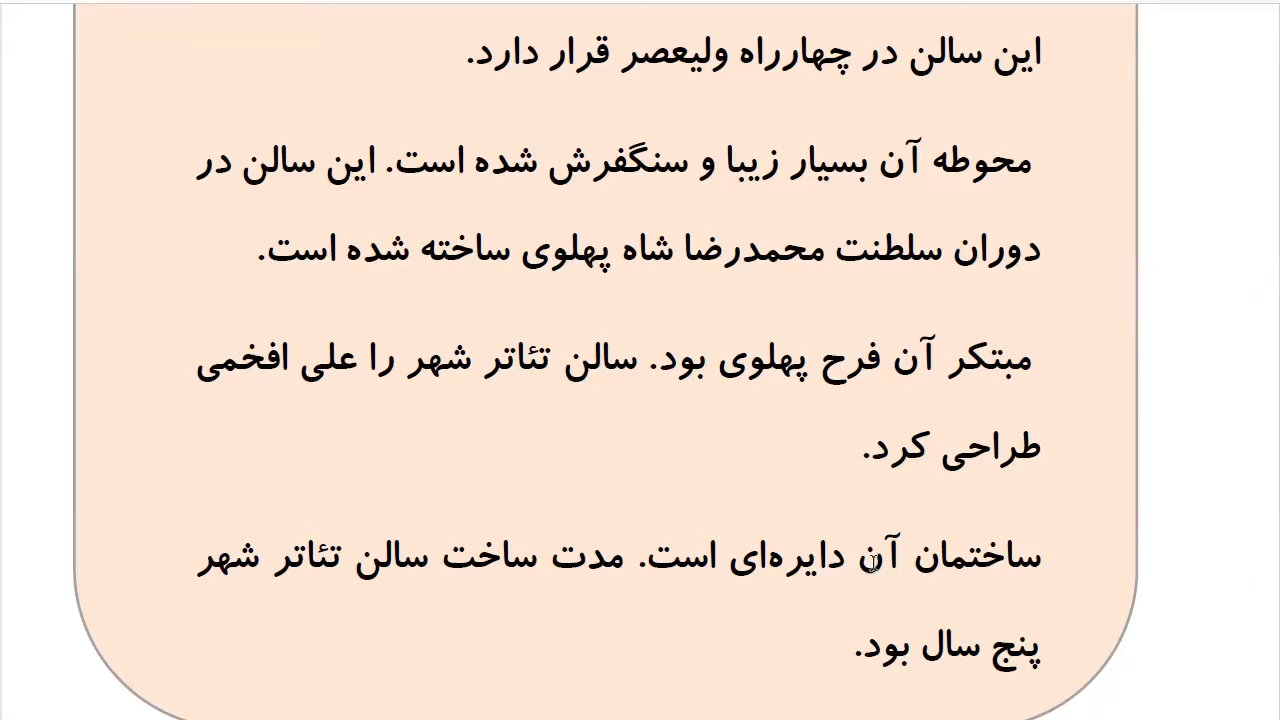 این سالن در چهارراه ولیعصر قرار دارد.
محوطه آن بسیار زیبا و سنگفرش شده است. این سالن در
دوران سلطنت محمدرضا شاه پهلوی ساخته شده است.
مبتکر آن فرح پهلوی بود. سالن تئاتر شهر را علی افخمی
طراحی کرد.
ساختمان آن دایره‌ای است. مدت ساخت سالن تئاتر شهر
پنج سال بود.